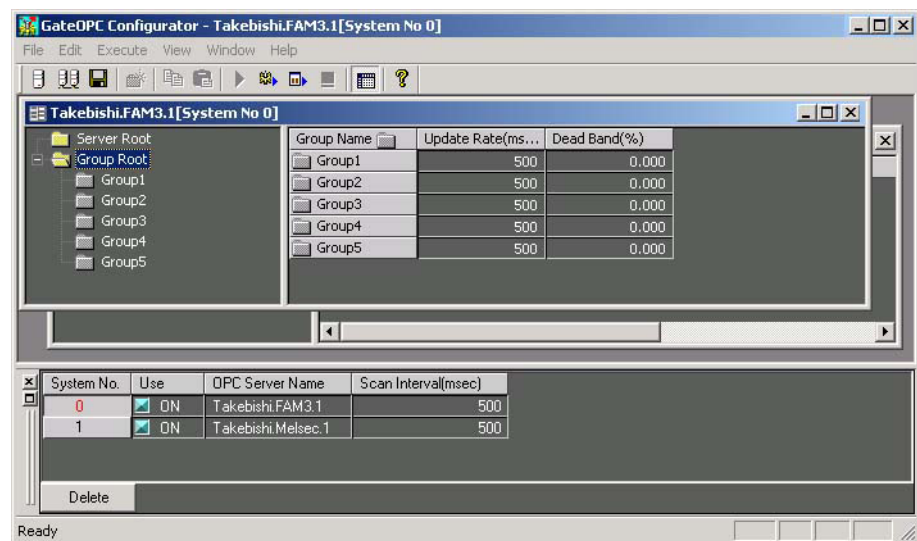 GateOPC Configurator - Takebishi.FAM3.1[System No 0]
File Edit Execute View Window Help
Takebishi.FAM3.1[System No 0]
Server Root
Group Root
Group1
Group2
Group3
Group4
Group5
Group Name Update Rate(ms... Dead Band(%)
Group1 500 0.000
Group2 500 0.000
Group3 500 0.000
Group4 500 0.000
Group5 500 0.000
System No. Use OPC Server Name Scan Interval(msec)
0 ON Takebishi.FAM3.1 500
1 ON Takebishi.Melsec.1 500
Delete
Ready